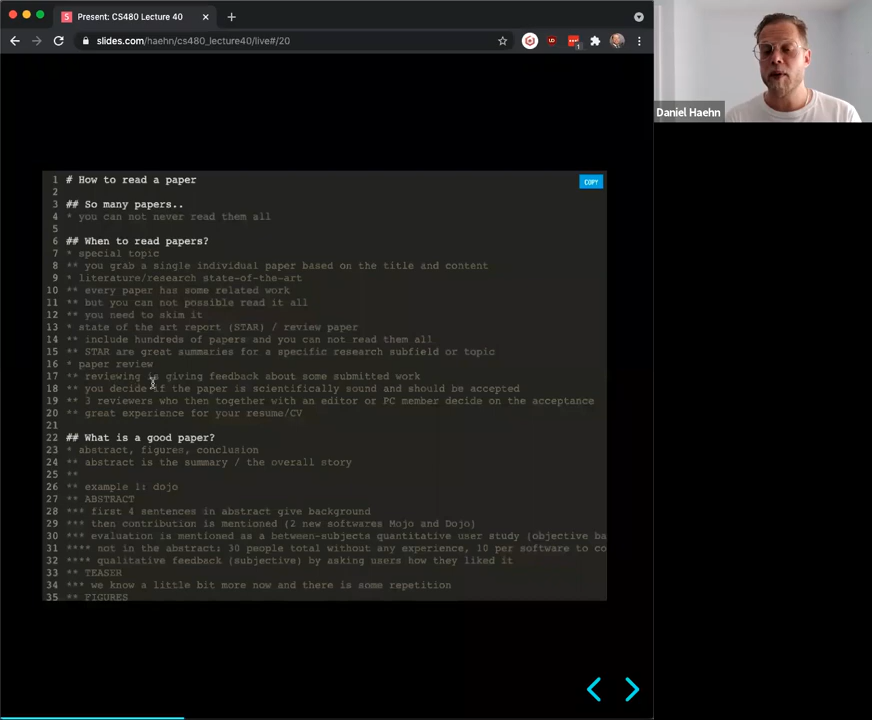 Present: CS480 Lecture 40
slides.com/haehn/cs480_lecture40/live#/20
Daniel Haehn
COPY
1 # How to read a paper
2
3 ## So many papers..
4 * you can not never read them all
5
6 ## When to read papers?
7 * special topic
8 ** you grab a single individual paper based on the title and content
9 * literature/research state-of-the-art
10 ** every paper has some related work
11 ** but you can not possible read it all
12 ** you need to skim it
13 * state of the art report (STAR) / review paper
14 ** include hundreds of papers and you can not read them all
15 ** STAR are great summaries for a specific research subfield or topic
16 * paper review
17 ** reviewing is giving feedback about some submitted work
18 ** you decide if the paper is scientifically sound and should be accepted
19 ** 3 reviewers who then together with an editor or PC member decide on the acceptance
20 ** great experience for your resume/CV
21
22 ## What is a good paper?
23 * abstract, figures, conclusion
24 ** abstract is the summary / the overall story
25 **
26 ** example 1: dojo
27 ** ABSTRACT
28 *** first 4 sentences in abstract give background
29 *** then contribution is mentioned (2 new softwares Mojo and Dojo)
30 *** evaluation is mentioned as a between-subjects quantitative user study (objective ba
31 **** not in the abstract: 30 people total without any experience, 10 per software to co
32 **** qualitative feedback (subjective) by asking users how they liked it
33 ** TEASER
34 *** we know a little bit more now and there is some repetition
35 ** FIGURES